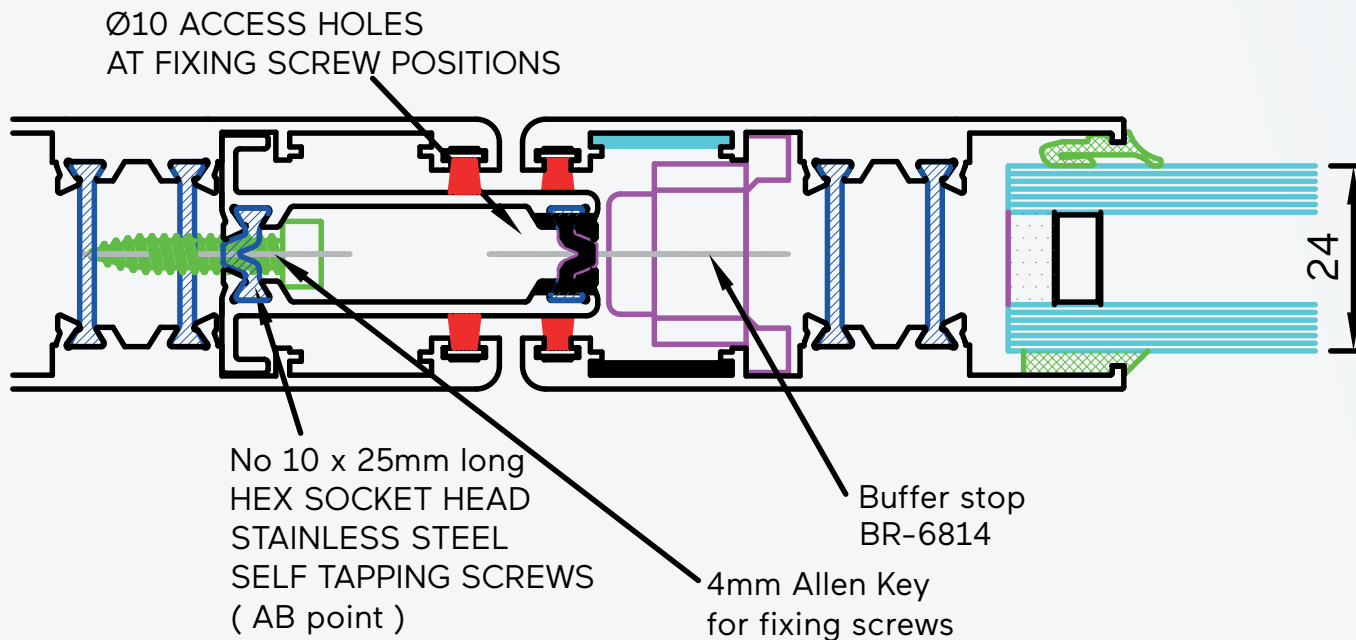 Ø10 ACCESS HOLES
AT FIXING SCREW POSITIONS
24
No 10 x 25mm long
HEX SOCKET HEAD
STAINLESS STEEL
SELF TAPPING SCREWS
( AB point )
Buffer stop
BR-6814
4mm Allen Key
for fixing screws